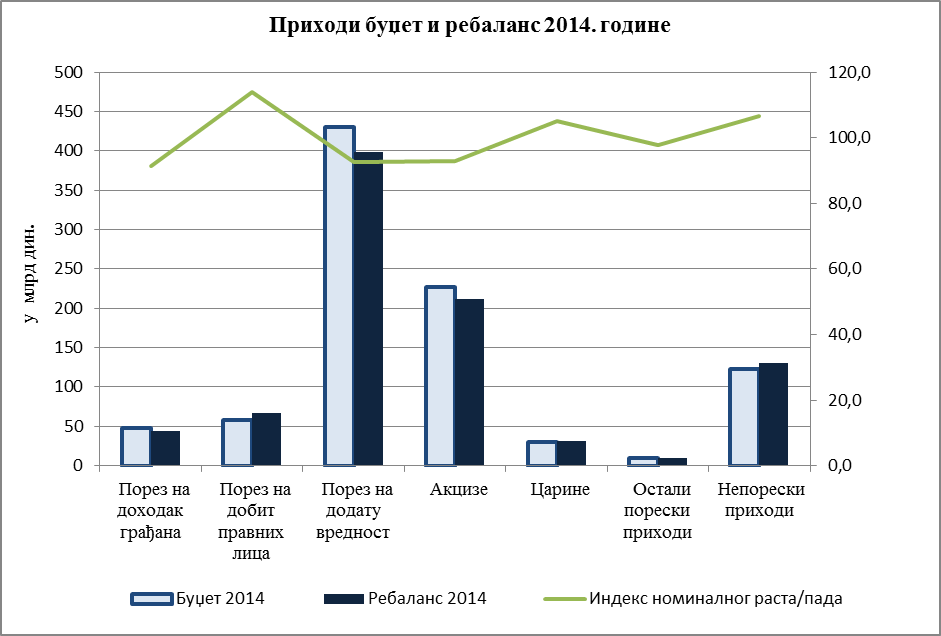 Приходи буџет и ребаланс 2014. године
у млрд дин.
500
450
400
350
300
250
200
150
100
50
0
120,0
100,0
80,0
60,0
40,0
20,0
0,0
Порез на
доходак
грађана
Порез на
добит
правних
лица
Порез на
додату
вредност
Акцизе
Царине
Остали
порески
приходи
Непорески
приходи
Буџет 2014
Ребаланс 2014
Индекс номиналног раста/пада